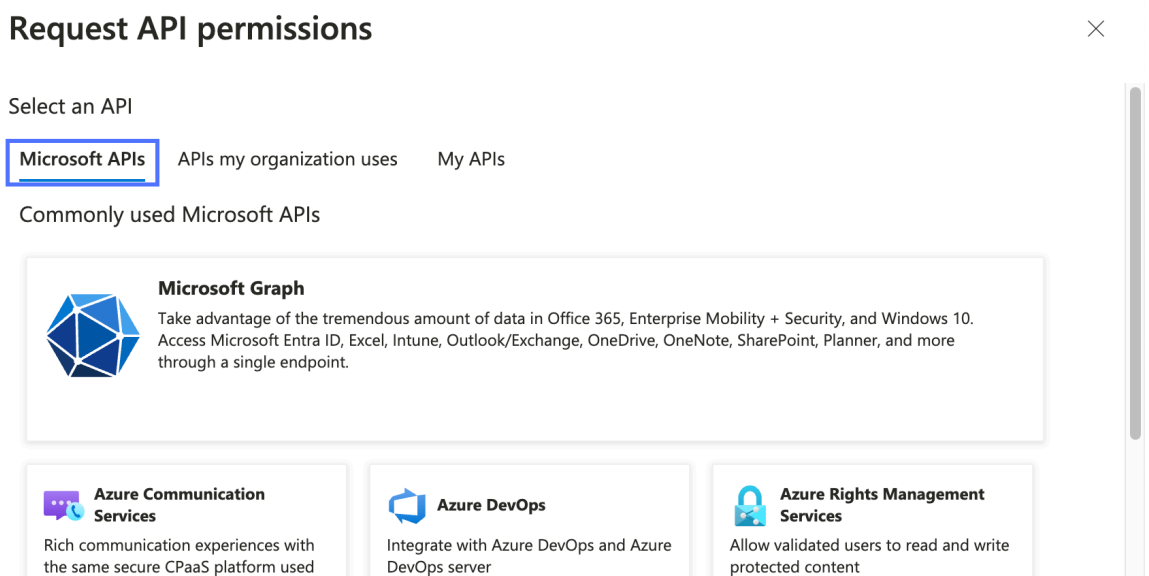 Request API permissions
Select an API
Microsoft APIs APIs my organization uses My APIs
Commonly used Microsoft APIs
Microsoft Graph
Take advantage of the tremendous amount of data in Office 365, Enterprise Mobility + Security, and Windows 10.
Access Microsoft Entra ID, Excel, Intune, Outlook/Exchange, OneDrive, OneNote, SharePoint, Planner, and more
through a single endpoint.
Azure Communication
Services
Rich communication experiences with
the same secure CPaaS platform used
Azure DevOps
Integrate with Azure DevOps and Azure
DevOps server
Azure Rights Management
Services
Allow validated users to read and write
protected content